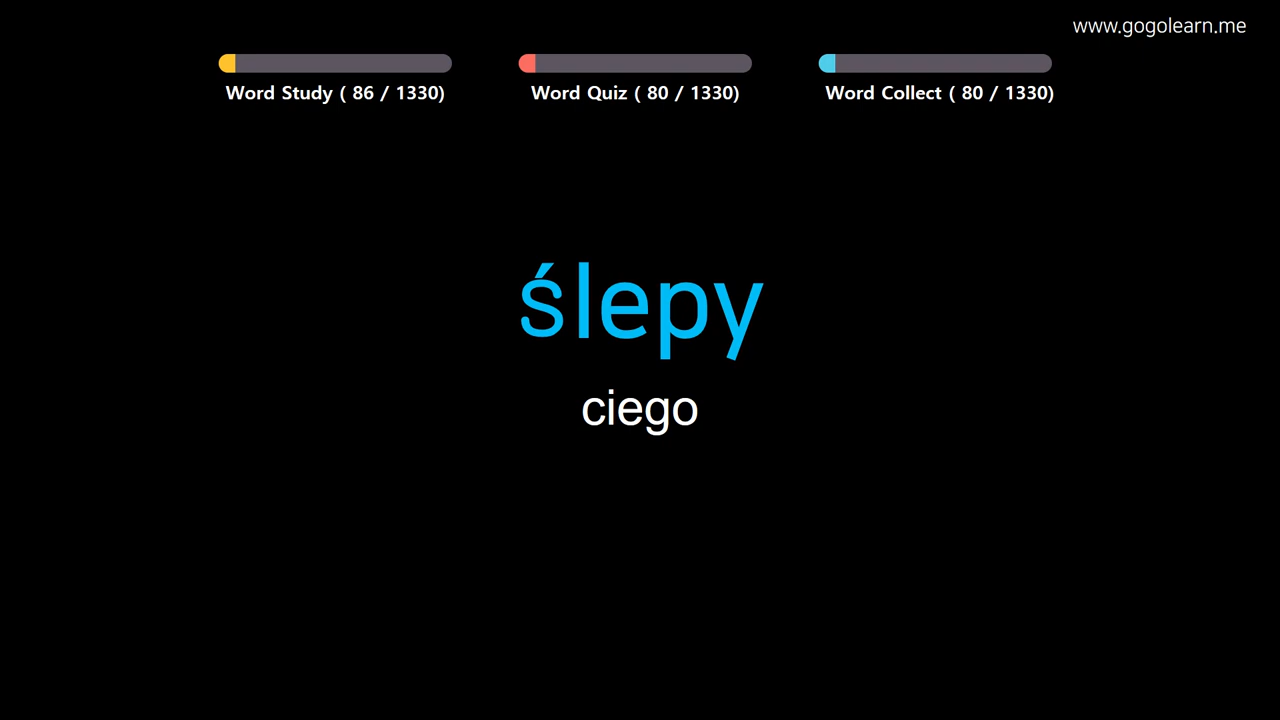 www.gogolearn.me
Word Study ( 86 / 1330)
Word Quiz ( 80 / 1330)
Word Collect ( 80 / 1330)
ślepy
ciego